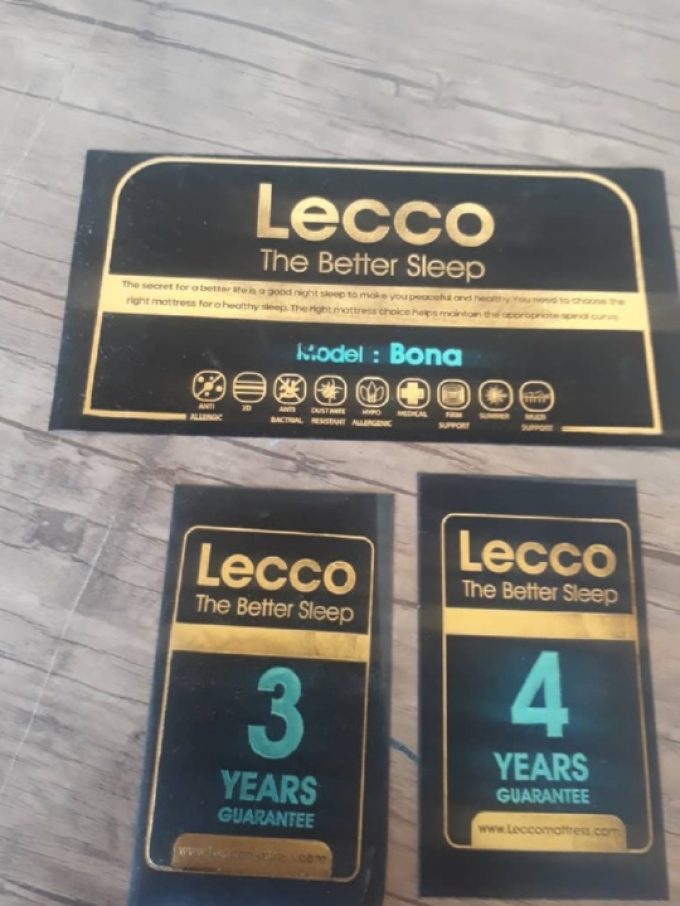 Lecco
The Better Sleep
The secret for a better life is a good night sleep to make you peaceful and healthy. You need to choose the
right mattress for a healthy sleep. The right mattress choice helps maintain the appropriate spinal curve.
Model : Bona
ANTI ALLERGIC
3D
ANTI BACTRIAL
DUST MITE RESISTANT
HYPO ALLERGENIC
MEDICAL
FIRM SUPPORT
SUMMER
MULTI SUPPORT
Lecco
The Better Sleep
3
YEARS
GUARANTEE
www.Leccomattress.com
Lecco
The Better Sleep
4
YEARS
GUARANTEE
www.Leccomattress.com